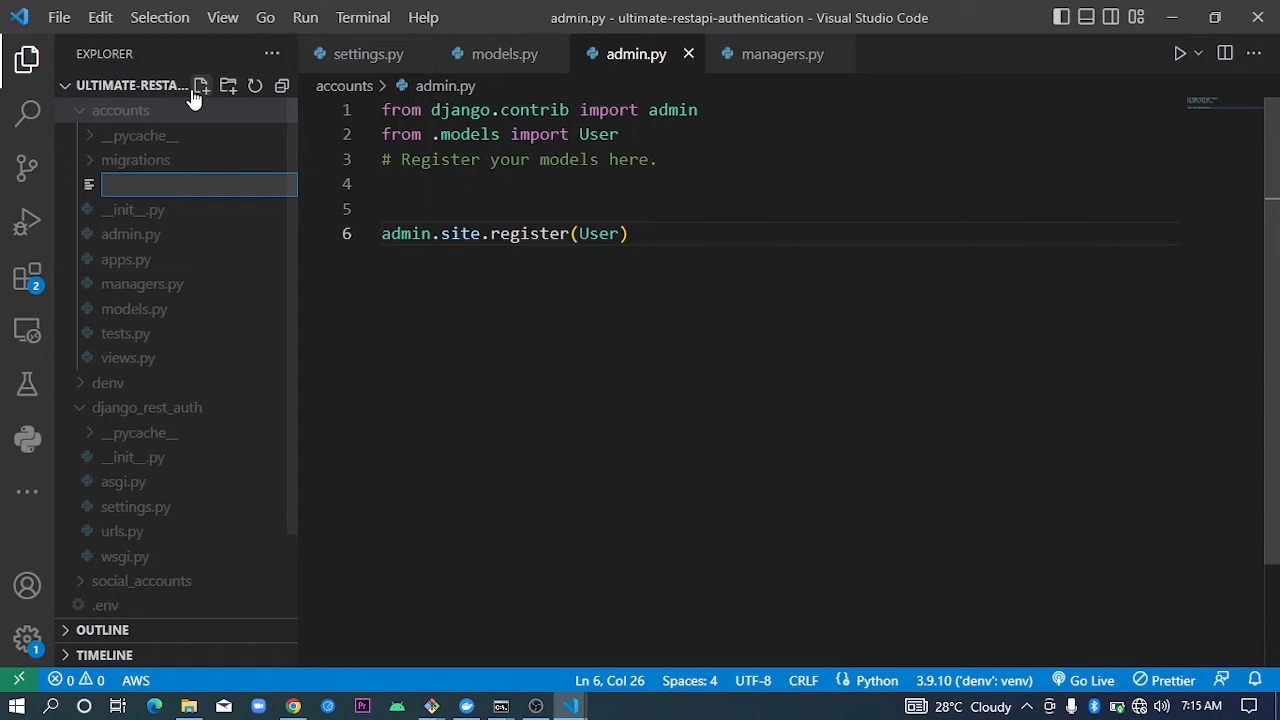 File Edit Selection View Go Run Terminal Help
admin.py - ultimate-restapi-authentication - Visual Studio Code
EXPLORER
ULTIMATE-RESTA...
accounts
__pycache__
migrations
__init__.py
admin.py
apps.py
managers.py
models.py
tests.py
views.py
denv
django_rest_auth
__pycache__
__init__.py
asgi.py
settings.py
urls.py
wsgi.py
social_accounts
.env
OUTLINE
TIMELINE
2
1
settings.py models.py admin.py managers.py
accounts > admin.py
1 from django.contrib import admin
2 from .models import User
3 # Register your models here.
4
5
6 admin.site.register(User)
0 0 AWS Ln 6, Col 26 Spaces: 4 UTF-8 CRLF Python 3.9.10 ('denv': venv) Go Live Prettier
Pr 28°C Cloudy 7:15 AM